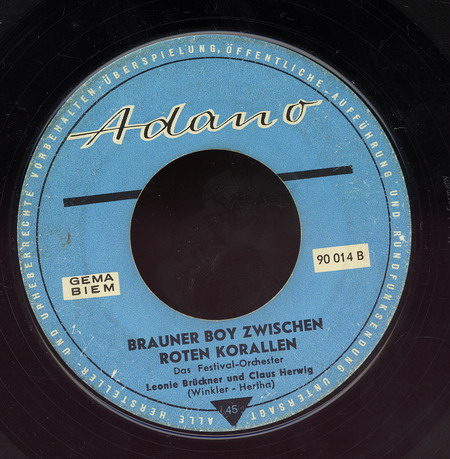 ALLE HERSTELLER- UND URHEBERRECHTE VORBEHALTEN, ÜBERSPIELUNG, ÖFFENTLICHE AUFFÜHRUNG UND RUNDFUNKSENDUNG UNTERSAGT
Adano
GEMA
BIEM
90 014 B
BRAUNER BOY ZWISCHEN
ROTEN KORALLEN
Das Festival-Orchester
Leonie Brückner und Claus Herwig
(Winkler - Hertha)
45